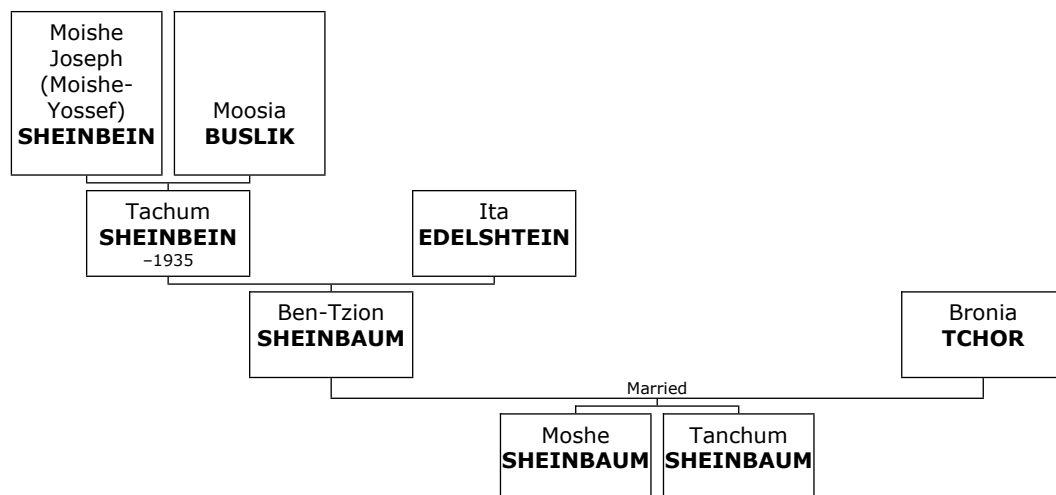 Moishe
Joseph
(Moishe-
Yossef)
SHEINBEIN
Moosia
BUSLIK
Tachum
SHEINBEIN
–1935
Ita
EDELSHTEIN
Ben-Tzion
SHEINBAUM
Bronia
TCHOR
Married
Moshe
SHEINBAUM
Tanchum
SHEINBAUM